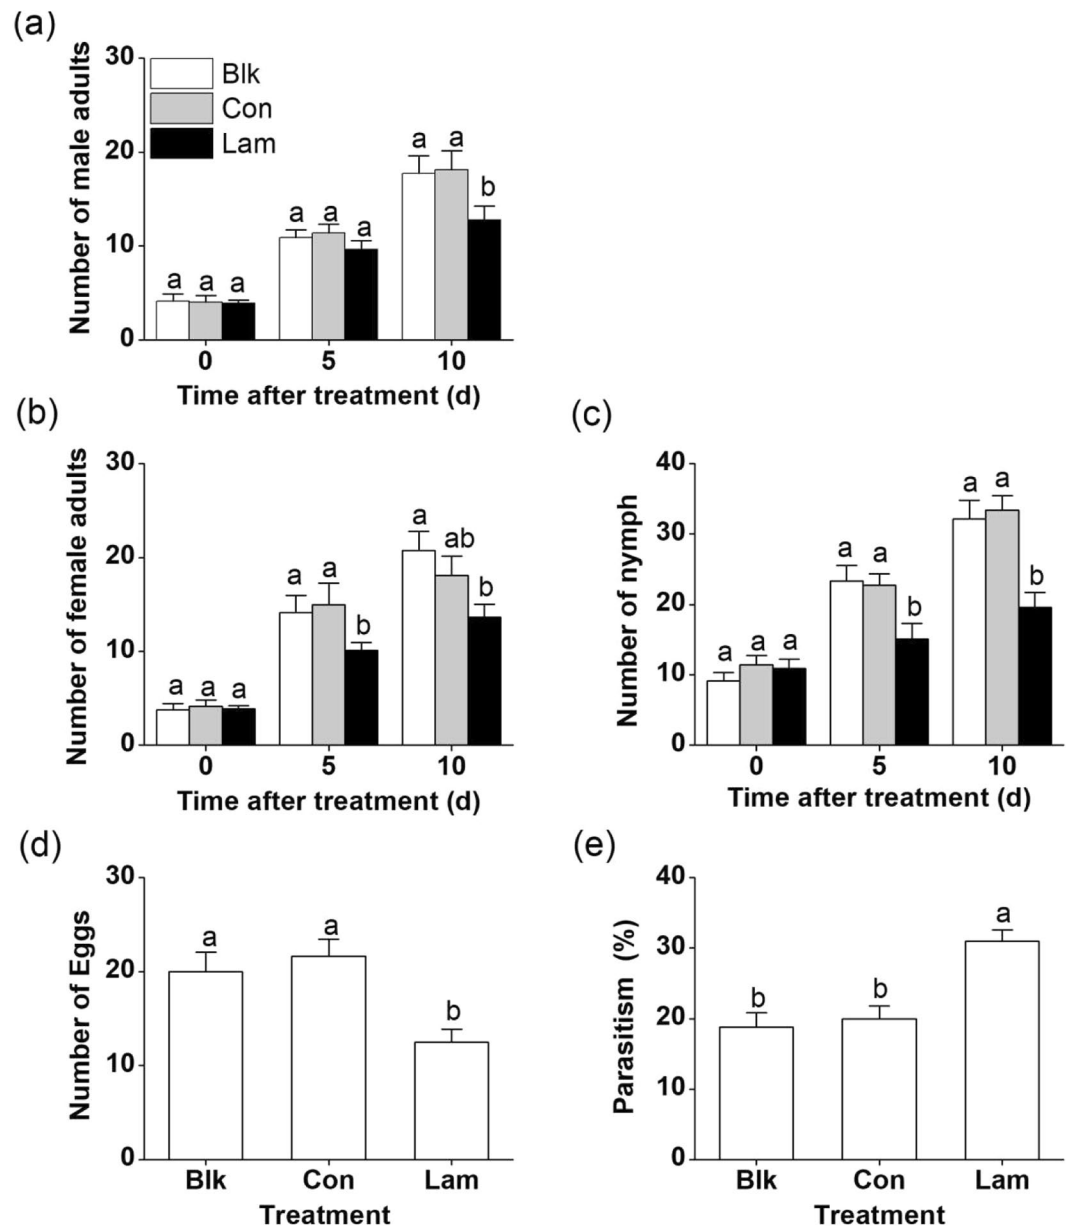 (a)
Number of male adults
30
20
10
0
Blk
Con
Lam
a a a
a a a
a a b
0 5 10
Time after treatment (d)
(b)
Number of female adults
30
20
10
0
a a a
a a b
a ab b
0 5 10
Time after treatment (d)
(c)
Number of nymph
40
30
20
10
0
a a a
a a b
a a b
0 5 10
Time after treatment (d)
(d)
Number of Eggs
30
20
10
0
a a b
Blk Con Lam
Treatment
(e)
Parasitism (%)
40
30
20
10
0
b b a
Blk Con Lam
Treatment